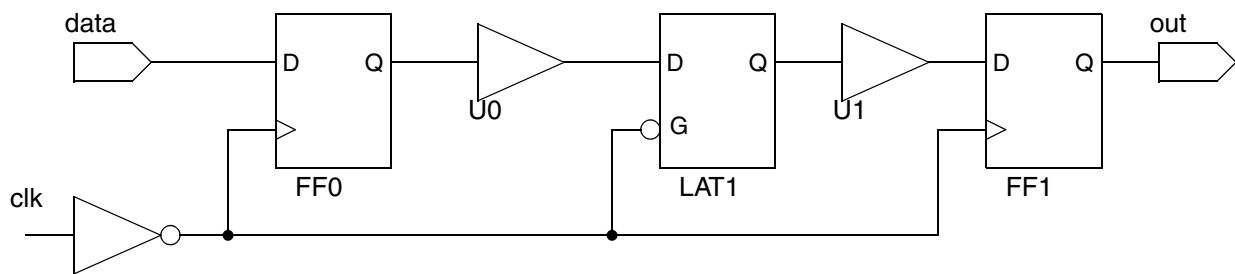 data
out
D Q
D Q
D Q
U0
G
U1
FF0
LAT1
FF1
clk